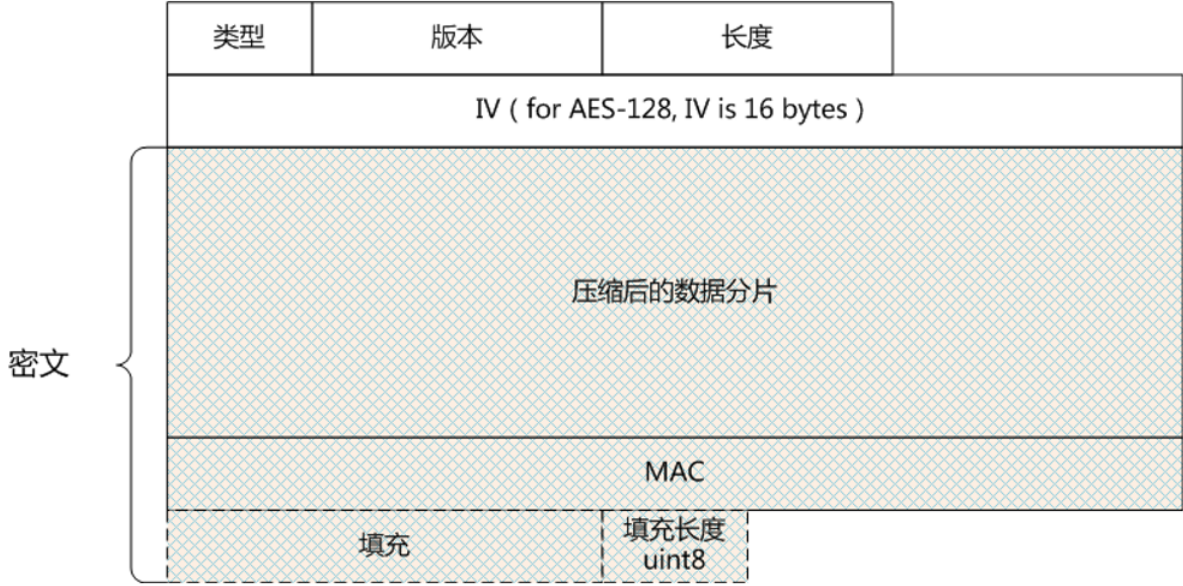 类型
版本
长度
IV ( for AES-128, IV is 16 bytes )
压缩后的数据分片
密文
MAC
填充
填充长度
uint8